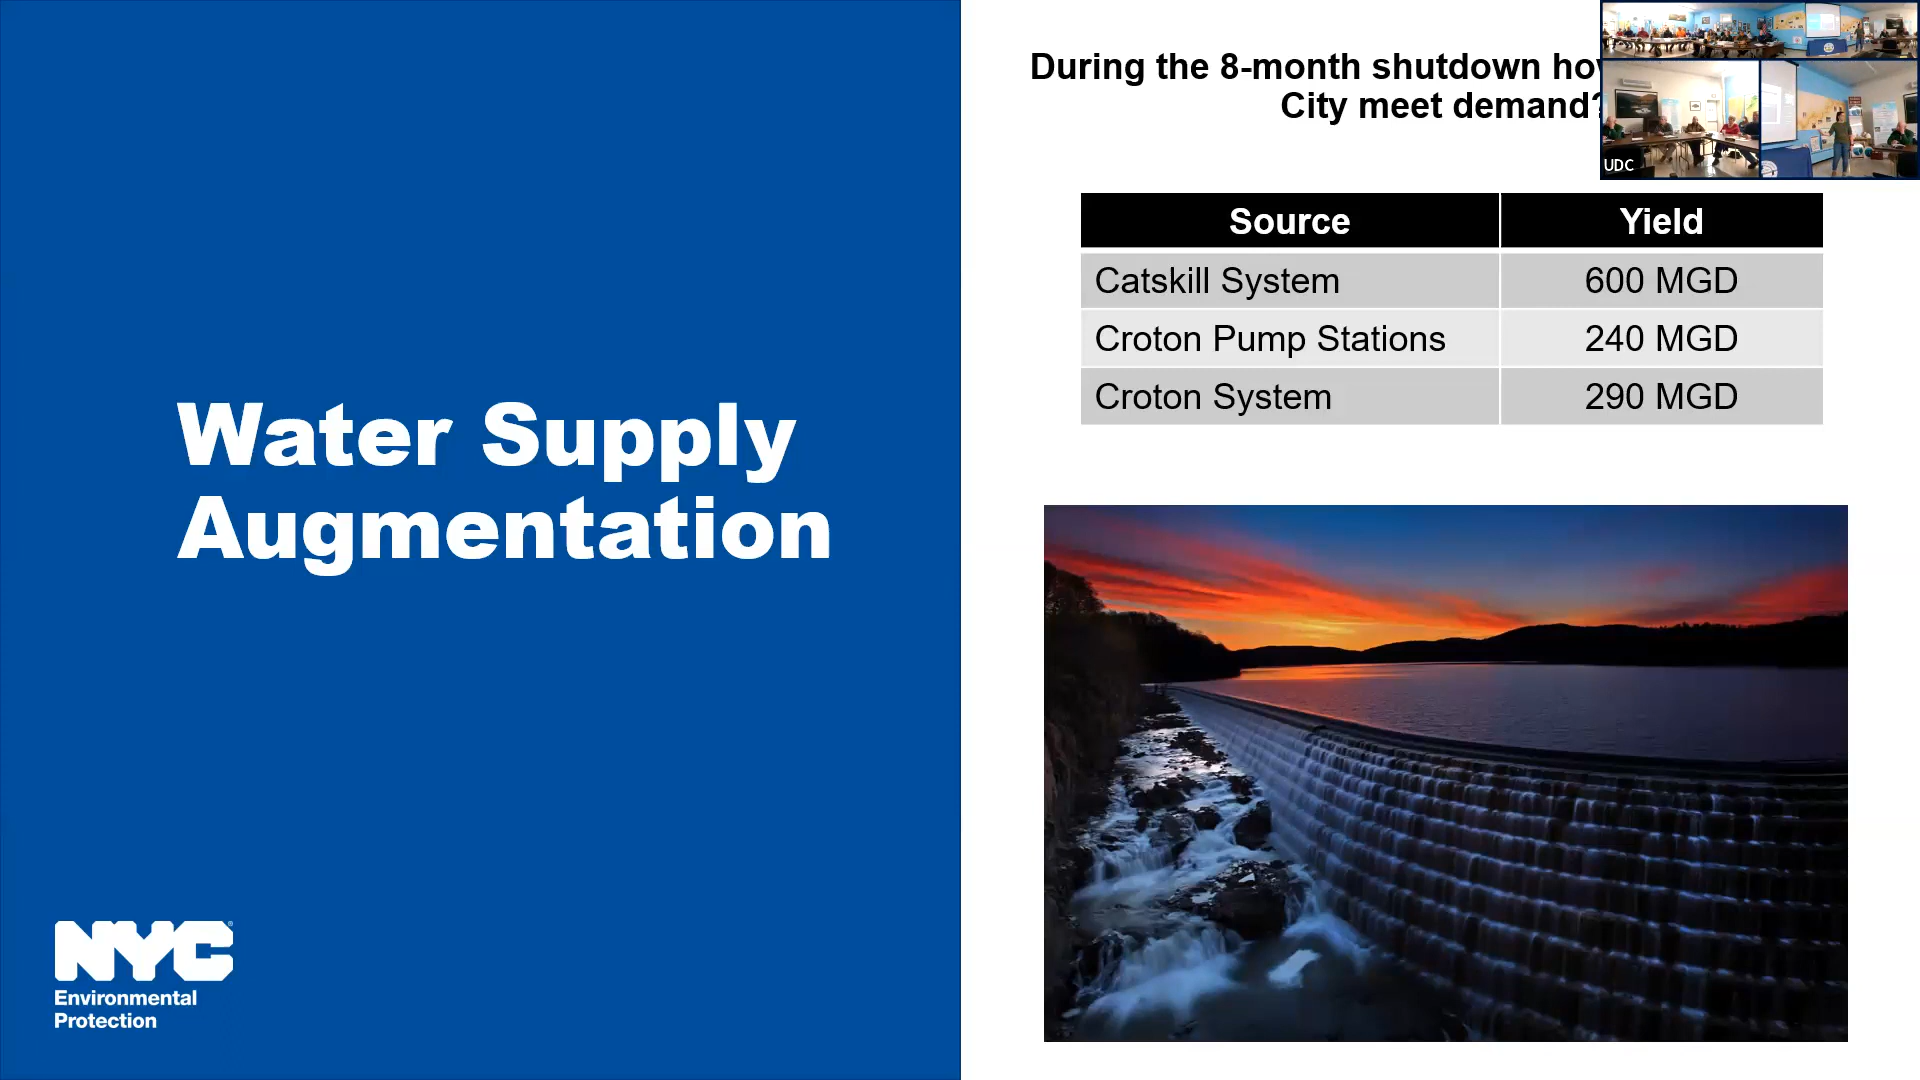 During the 8-month shutdown how
City meet demand?
UDC
Source Yield
Catskill System 600 MGD
Croton Pump Stations 240 MGD
Croton System 290 MGD
Water Supply
Augmentation
NYC
Environmental
Protection